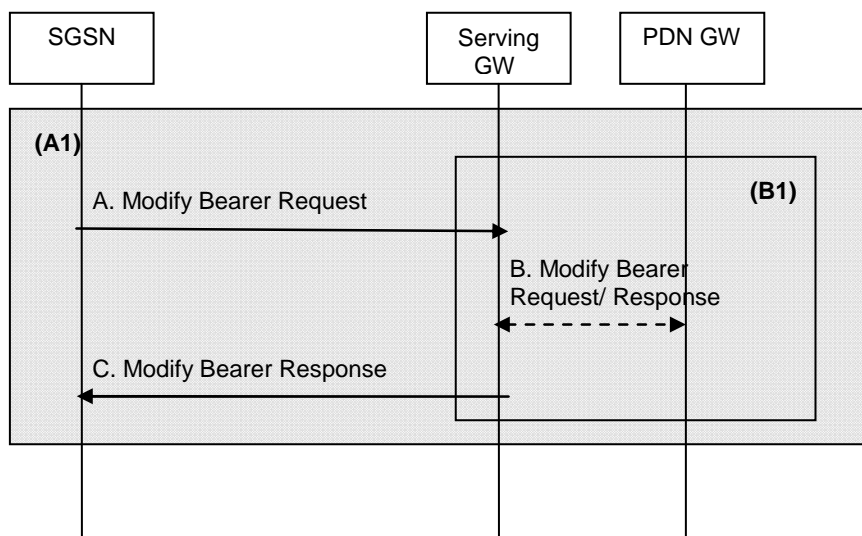 SGSN
Serving
GW
PDN GW
(A1)
(B1)
A. Modify Bearer Request
B. Modify Bearer
Request/ Response
C. Modify Bearer Response